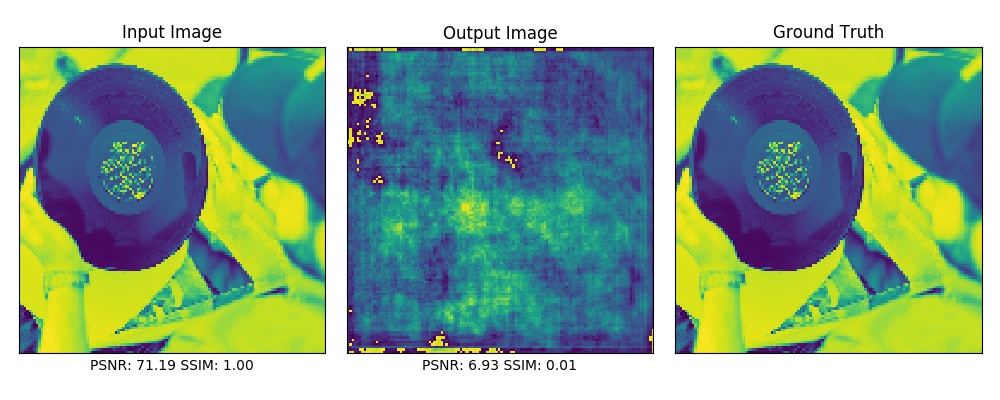 Input Image
Output Image
Ground Truth
PSNR: 71.19 SSIM: 1.00
PSNR: 6.93 SSIM: 0.01